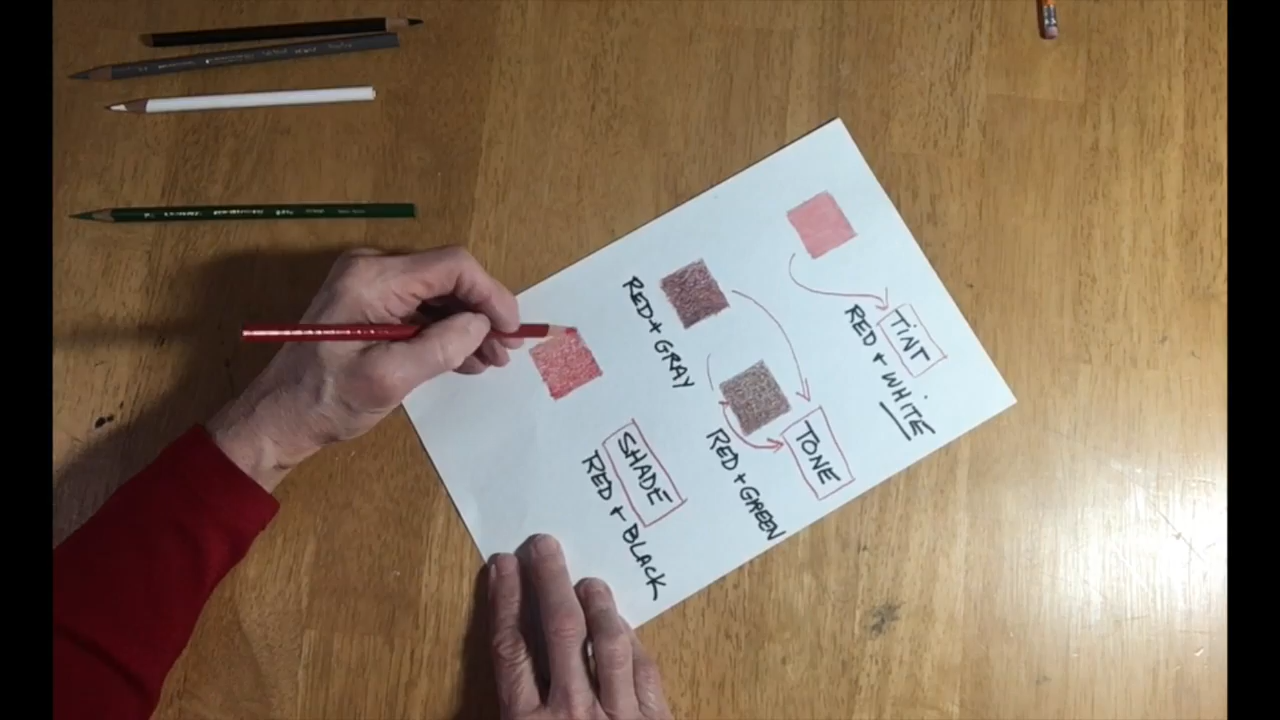 TiNT
RED + WHiTE
RED + GRAY
TONE
RED + GREEN
SHADE
RED + BLACK